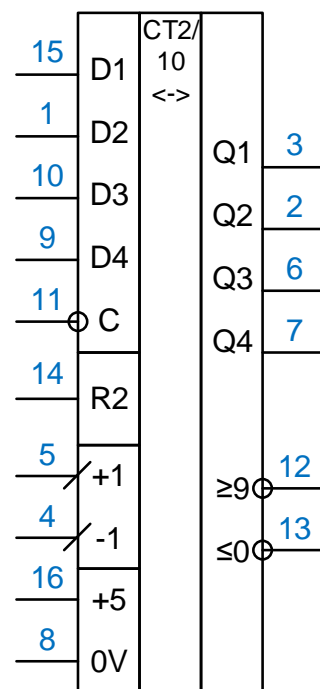 CT2/
10
<->
15 D1
1 D2
Q1 3
10 D3
Q2 2
9 D4
Q3 6
11 C
Q4 7
14 R2
5 +1
≥9 12
4 -1
≤0 13
16 +5
8 0V